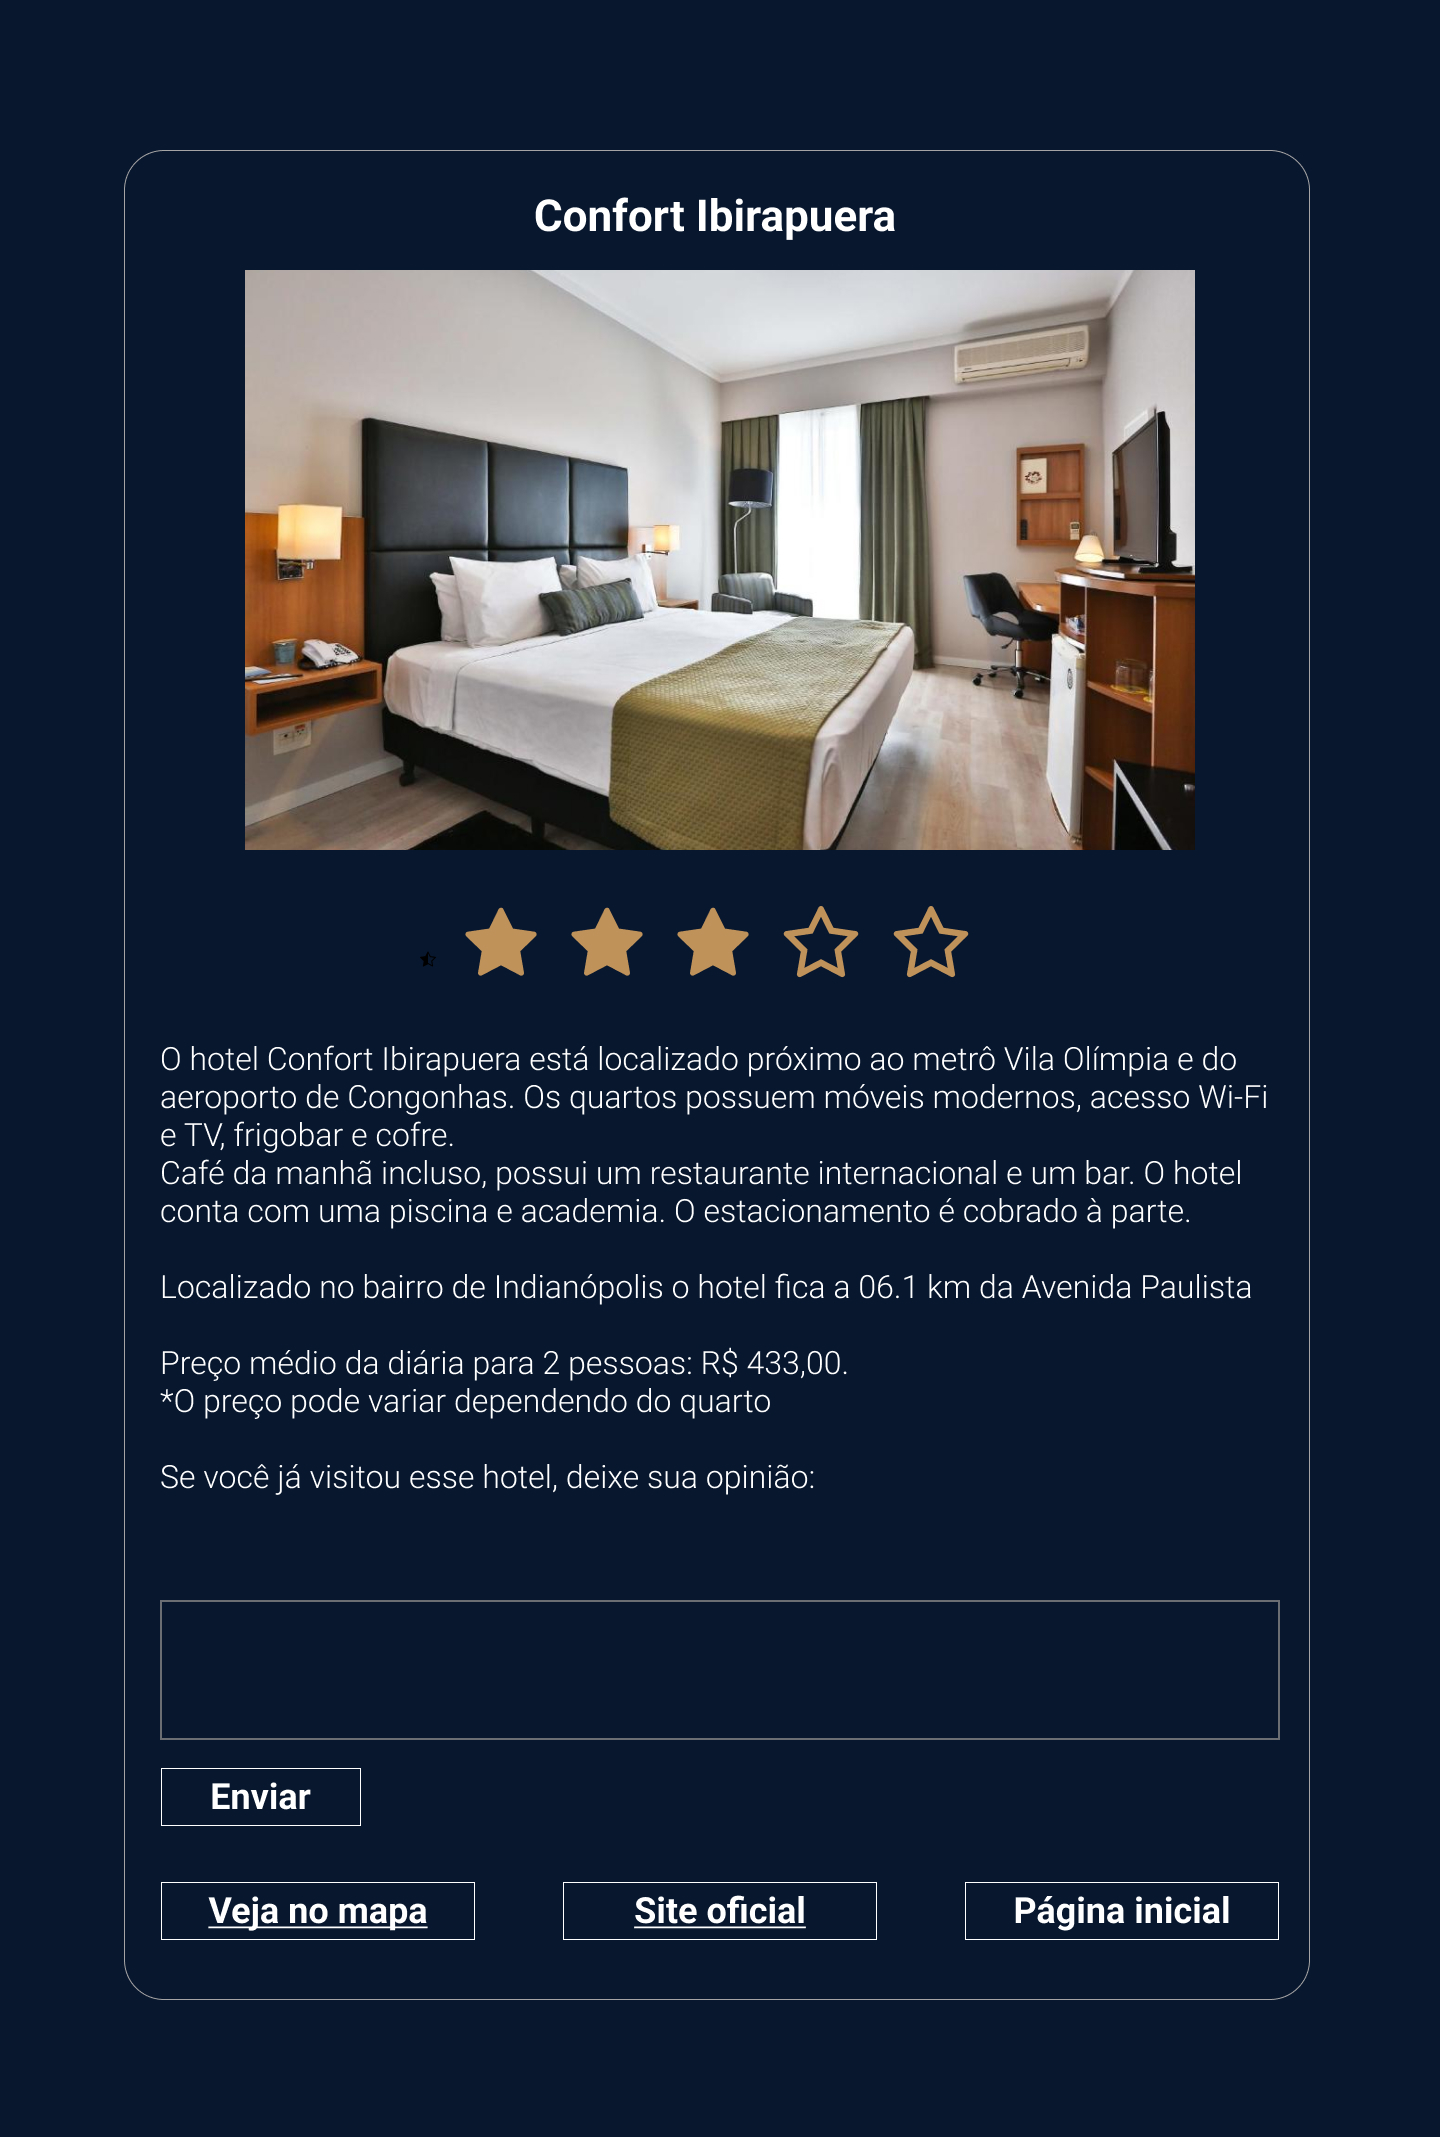 Confort Ibirapuera
O hotel Confort Ibirapuera está localizado próximo ao metrô Vila Olímpia e do
aeroporto de Congonhas. Os quartos possuem móveis modernos, acesso Wi-Fi
e TV, frigobar e cofre.
Café da manhã incluso, possui um restaurante internacional e um bar. O hotel
conta com uma piscina e academia. O estacionamento é cobrado à parte.
Localizado no bairro de Indianópolis o hotel fica a 06.1 km da Avenida Paulista
Preço médio da diária para 2 pessoas: R$ 433,00.
*O preço pode variar dependendo do quarto
Se você já visitou esse hotel, deixe sua opinião:
Enviar
Veja no mapa
Site oficial
Página inicial